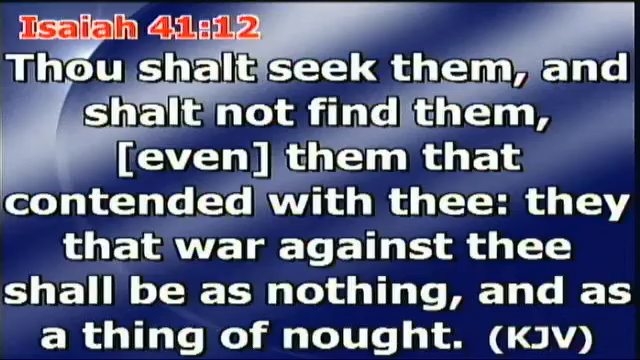 Isaiah 41:12
Thou shalt seek them, and
shalt not find them,
[even] them that
contended with thee: they
that war against thee
shall be as nothing, and as
a thing of nought. (KJV)